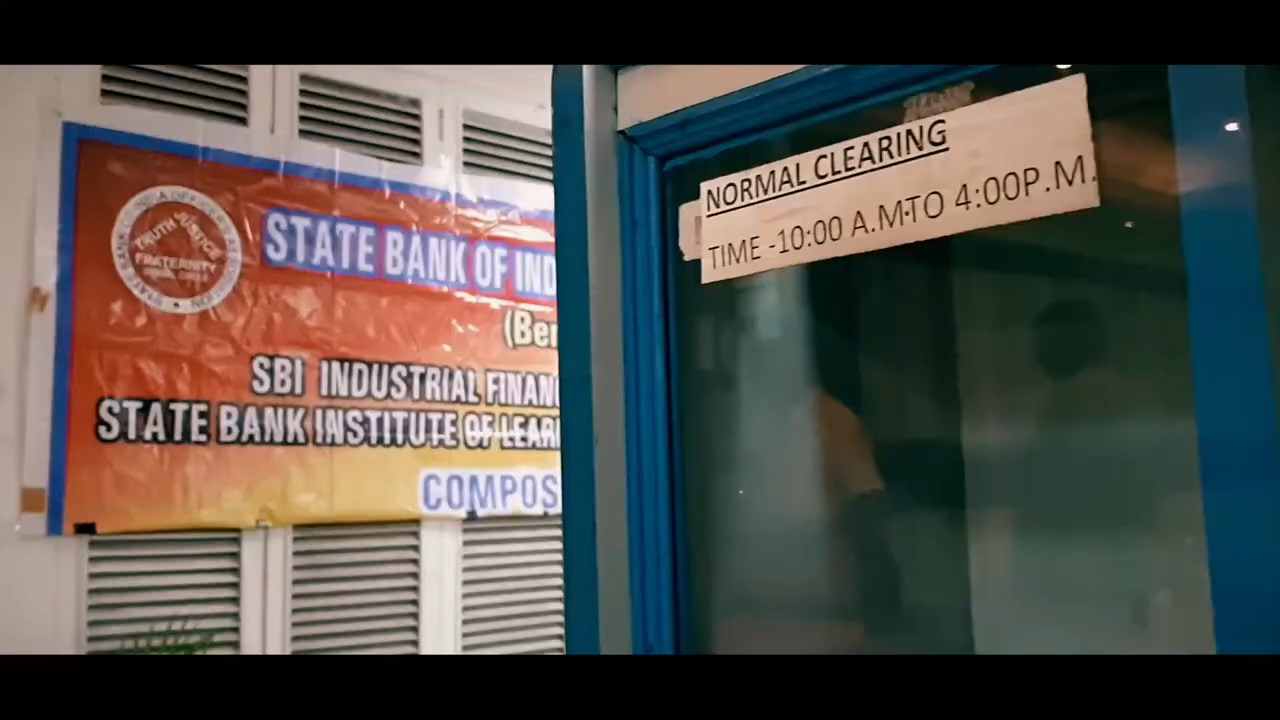 STATE BANK OF IND
(Ben
SBI INDUSTRIAL FINANC
STATE BANK INSTITUTE OF LEAR
COMPOS
TRUTH JUSTICE
FRATERNITY
NORMAL CLEARING
TIME -10:00 A.M.TO 4:00P.M.